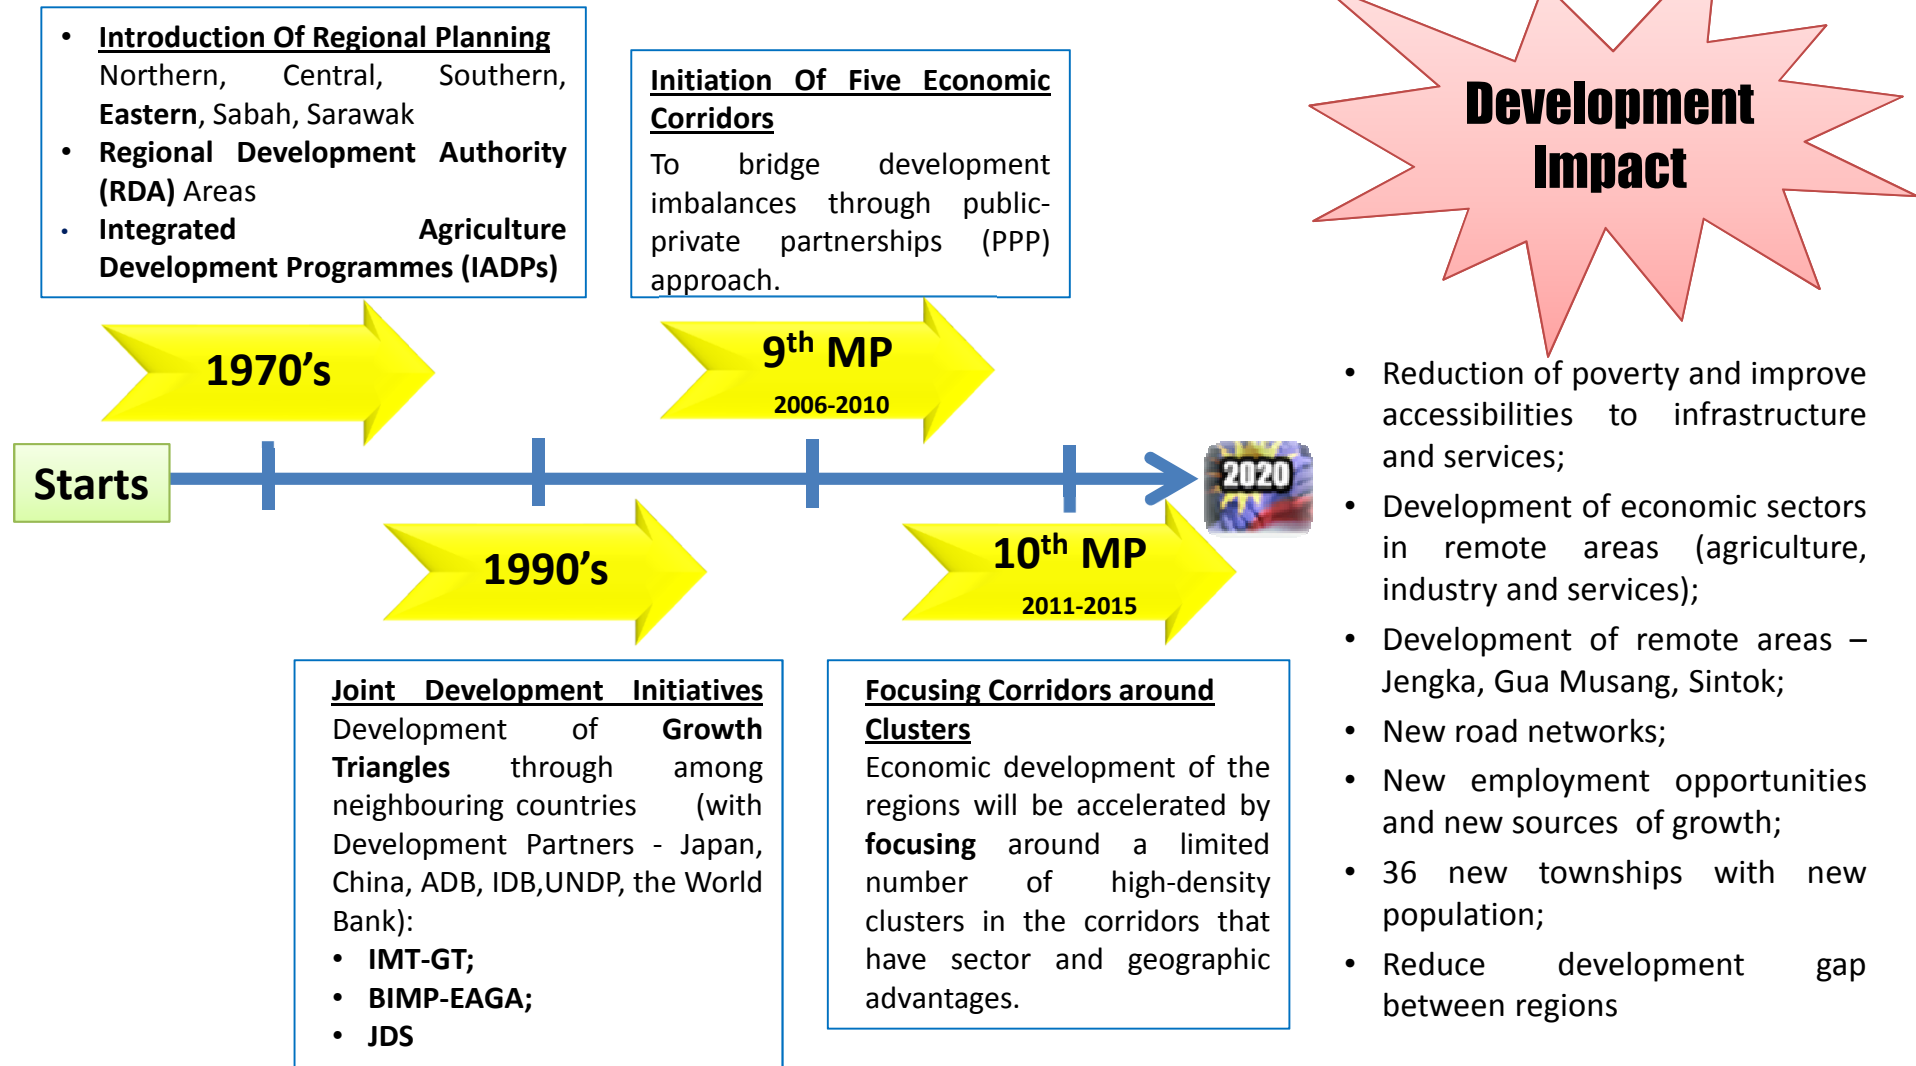 • Introduction Of Regional Planning
Northern, Central, Southern,
Eastern, Sabah, Sarawak
• Regional Development Authority
(RDA) Areas
• Integrated Agriculture
Development Programmes (IADPs)
Initiation Of Five Economic
Corridors
To bridge development
imbalances through public-
private partnerships (PPP)
approach.
Development
Impact
1970's
9th MP
2006-2010
Starts
2020
1990's
10th MP
2011-2015
Joint Development Initiatives
Development of Growth
Triangles through among
neighbouring countries (with
Development Partners - Japan,
China, ADB, IDB,UNDP, the World
Bank):
• IMT-GT;
• BIMP-EAGA;
• JDS
Focusing Corridors around
Clusters
Economic development of the
regions will be accelerated by
focusing around a limited
number of high-density
clusters in the corridors that
have sector and geographic
advantages.
• Reduction of poverty and improve
accessibilities to infrastructure
and services;
• Development of economic sectors
in remote areas (agriculture,
industry and services);
• Development of remote areas –
Jengka, Gua Musang, Sintok;
• New road networks;
• New employment opportunities
and new sources of growth;
• 36 new townships with new
population;
• Reduce development gap
between regions